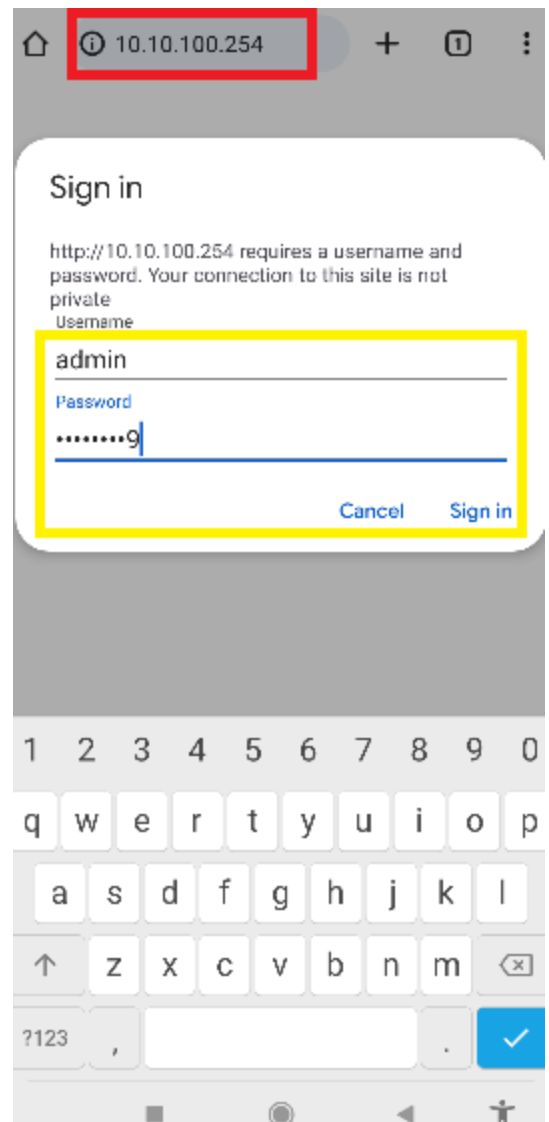 10.10.100.254
1
Sign in
http://10.10.100.254 requires a username and
password. Your connection to this site is not
private
Username
admin
Password
••••••••9
Cancel Sign in
1 2 3 4 5 6 7 8 9 0
q w e r t y u i o p
a s d f g h j k l
z x c v b n m
?123 , .